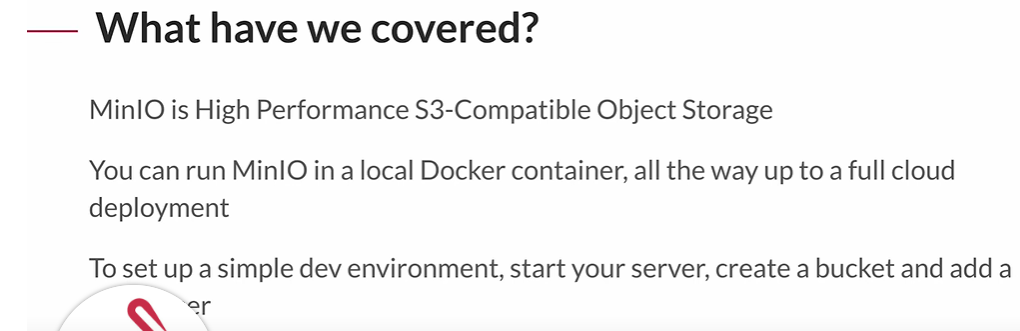 What have we covered?
MinIO is High Performance S3-Compatible Object Storage
You can run MinIO in a local Docker container, all the way up to a full cloud
deployment
To set up a simple dev environment, start your server, create a bucket and add a